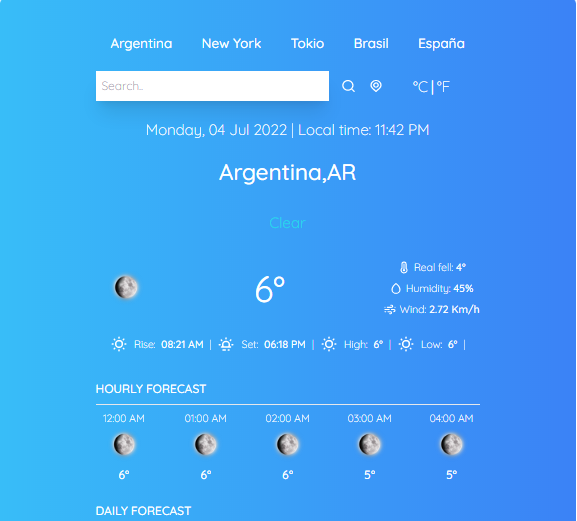 Argentina New York Tokio Brasil España
Search..
°C | °F
Monday, 04 Jul 2022 | Local time: 11:42 PM
Argentina,AR
Clear
6°
Real fell: 4°
Humidity: 45%
Wind: 2.72 Km/h
Rise: 08:21 AM | Set: 06:18 PM | High: 6° | Low: 6° |
HOURLY FORECAST
12:00 AM 01:00 AM 02:00 AM 03:00 AM 04:00 AM
6° 6° 6° 5° 5°
DAILY FORECAST